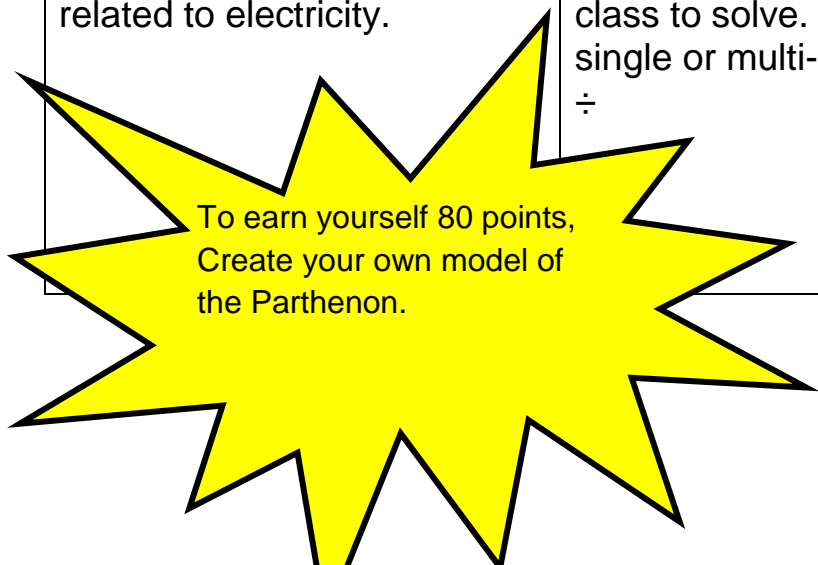 related to electricity.
class to solve.
single or multi-
÷
To earn yourself 80 points,
Create your own model of
the Parthenon.